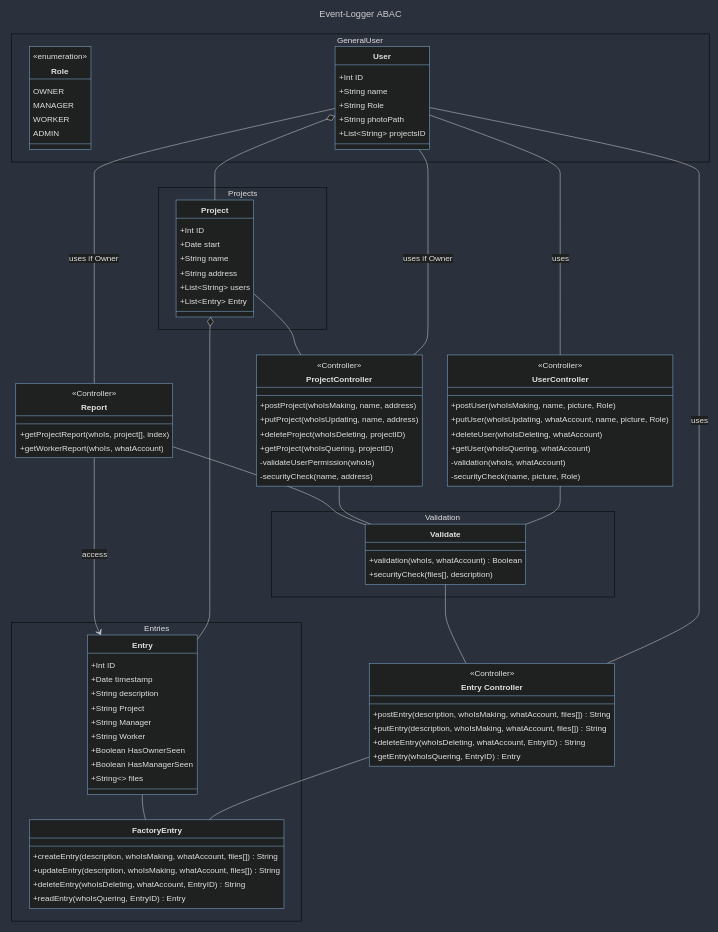 Event-Logger ABAC
GeneralUser
«enumeration»
Role
OWNER
MANAGER
WORKER
ADMIN
User
+Int ID
+String name
+String Role
+String photoPath
+List<String> projectsID
Projects
Project
+Int ID
+Date start
+String name
+String address
+List<String> users
+List<Entry> Entry
uses if Owner
uses if Owner
uses
uses
«Controller»
Report
+getProjectReport(whoIs, project[], index)
+getWorkerReport(whoIs, whatAccount)
«Controller»
ProjectController
+postProject(whoIsMaking, name, address)
+putProject(whoIsUpdating, name, address)
+deleteProject(whoIsDeleting, projectID)
+getProject(whoIsQuering, projectID)
-validateUserPermission(whoIs)
-securityCheck(name, address)
«Controller»
UserController
+postUser(whoIsMaking, name, picture, Role)
+putUser(whoIsUpdating, whatAccount, name, picture, Role)
+deleteUser(whoIsDeleting, whatAccount)
+getUser(whoIsQuering, whatAccount)
-validation(whoIs, whatAccount)
-securityCheck(name, picture, Role)
Validation
Validate
+validation(whoIs, whatAccount) : Boolean
+securityCheck(files[], description)
access
Entries
Entry
+Int ID
+Date timestamp
+String description
+String Project
+String Manager
+String Worker
+Boolean HasOwnerSeen
+Boolean HasManagerSeen
+String<> files
«Controller»
Entry Controller
+postEntry(description, whoIsMaking, whatAccount, files[]) : String
+putEntry(description, whoIsMaking, whatAccount, files[]) : String
+deleteEntry(whoIsDeleting, whatAccount, EntryID) : String
+getEntry(whoIsQuering, EntryID) : Entry
FactoryEntry
+createEntry(description, whoIsMaking, whatAccount, files[]) : String
+updateEntry(description, whoIsMaking, whatAccount, files[]) : String
+deleteEntry(whoIsDeleting, whatAccount, EntryID) : String
+readEntry(whoIsQuering, EntryID) : Entry